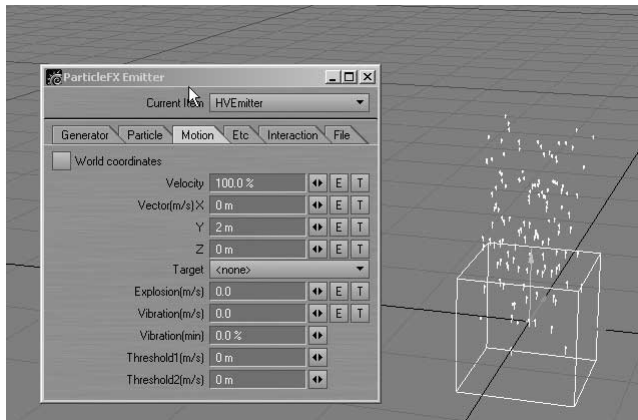 ParticleFX Emitter
Current Item HVEmitter
Generator Particle Motion Etc Interaction File
World coordinates
Velocity 100.0 % E T
Vector(m/s) X 0 m E T
Y 2 m E T
Z 0 m E T
Target <none>
Explosion(m/s) 0.0 E T
Vibration(m/s) 0.0 E T
Vibration(min) 0.0 %
Threshold1(m/s) 0 m
Threshold2(m/s) 0 m